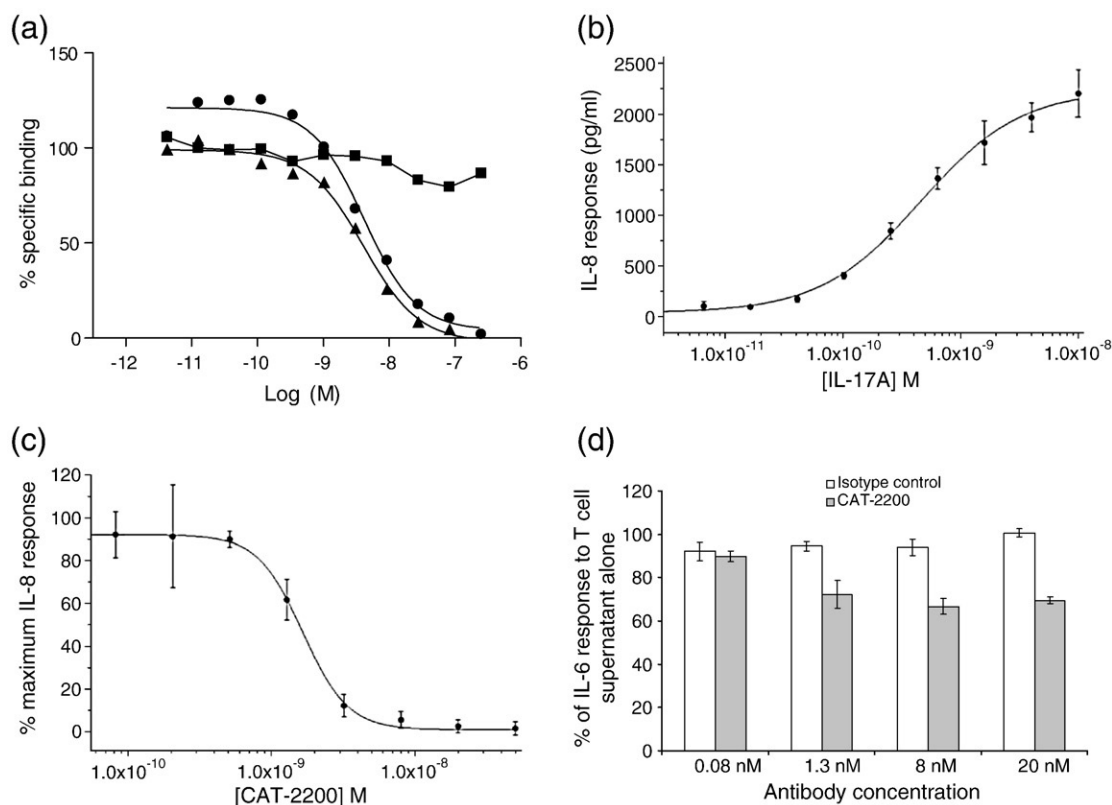 (a)
150
100
50
0
% specific binding
-12 -11 -10 -9 -8 -7 -6
Log (M)
(b)
2500
2000
1500
1000
500
0
IL-8 response (pg/ml)
1.0x10⁻¹¹ 1.0x10⁻¹⁰ 1.0x10⁻⁹ 1.0x10⁻⁸
[IL-17A] M
(c)
120
100
80
60
40
20
0
% maximum IL-8 response
1.0x10⁻¹⁰ 1.0x10⁻⁹ 1.0x10⁻⁸
[CAT-2200] M
(d)
Isotype control
CAT-2200
120
100
80
60
40
20
0
% of IL-6 response to T cell
supernatant alone
0.08 nM 1.3 nM 8 nM 20 nM
Antibody concentration